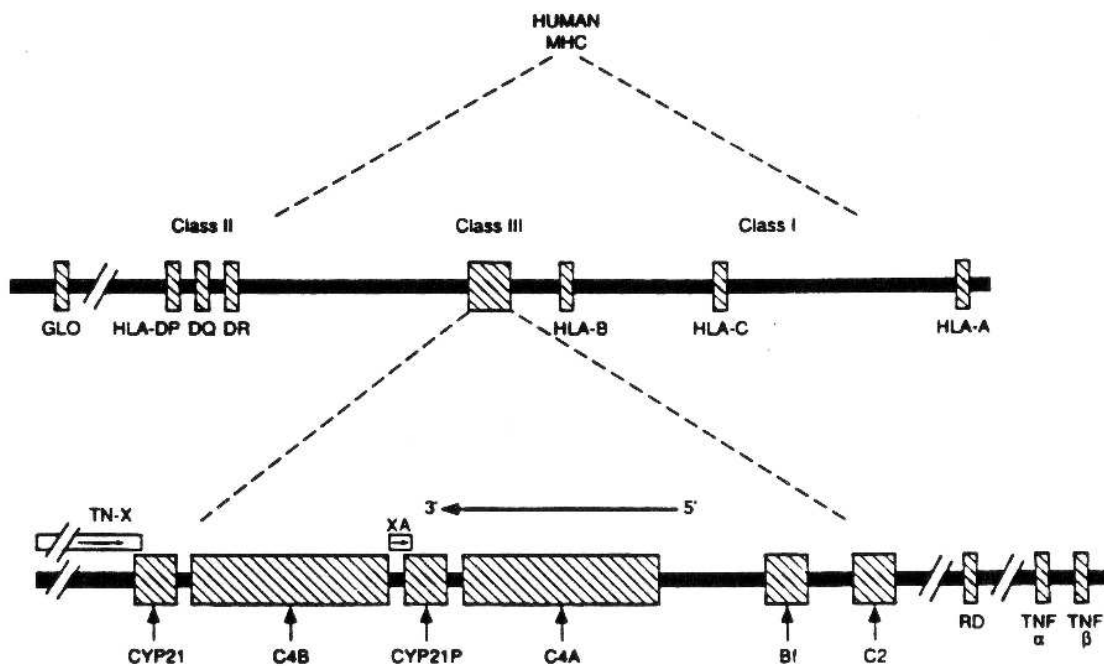 HUMAN
MHC
Class II
Class III
Class I
GLO
HLA-DP
DQ
DR
HLA-B
HLA-C
HLA-A
3'
5'
TN-X
XA
CYP21
C4B
CYP21P
C4A
Bf
C2
RD
TNF
α
TNF
β